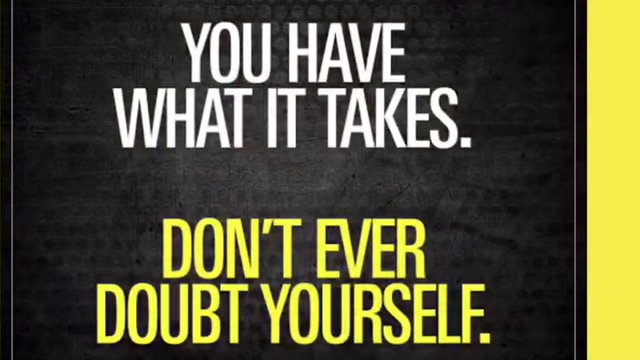 YOU HAVE
WHAT IT TAKES.
DON'T EVER
DOUBT YOURSELF.